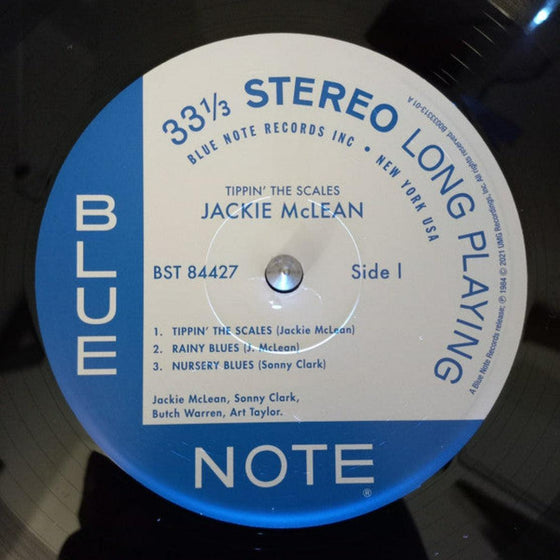 33⅓ STEREO LONG PLAYING
BLUE NOTE RECORDS INC • NEW YORK USA
TIPPIN' THE SCALES
JACKIE McLEAN
BST 84427
Side I
1. TIPPIN' THE SCALES (Jackie McLean)
2. RAINY BLUES (J. McLean)
3. NURSERY BLUES (Sonny Clark)
Jackie McLean, Sonny Clark,
Butch Warren, Art Taylor.
BLUE
NOTE®
A Blue Note Records release; ℗ 1984 © 2021 UMG Recordings, Inc. All rights reserved. B0033313-01 A